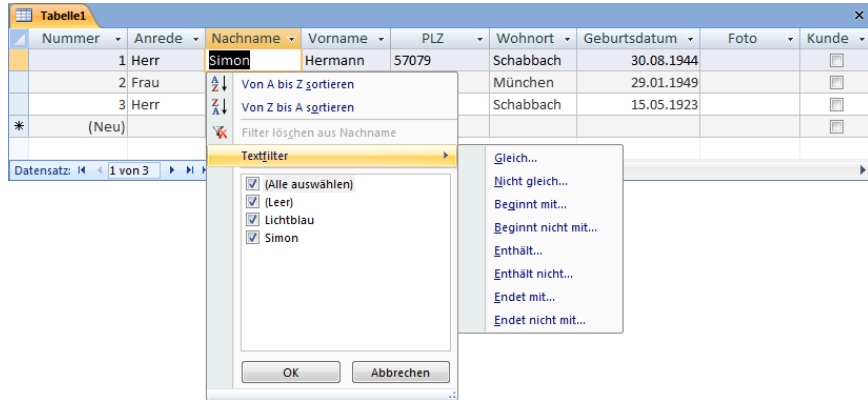 Tabelle1
Nummer Anrede Nachname Vorname PLZ Wohnort Geburtsdatum Foto Kunde
1 Herr Simon Hermann 57079 Schabbach 30.08.1944
2 Frau München 29.01.1949
3 Herr Schabbach 15.05.1923
(Neu)
Datensatz: 1 von 3
Von A bis Z sortieren
Von Z bis A sortieren
Filter löschen aus Nachname
Textfilter
(Alle auswählen)
(Leer)
Lichtblau
Simon
OK Abbrechen
Gleich...
Nicht gleich...
Beginnt mit...
Beginnt nicht mit...
Enthält...
Enthält nicht...
Endet mit...
Endet nicht mit...